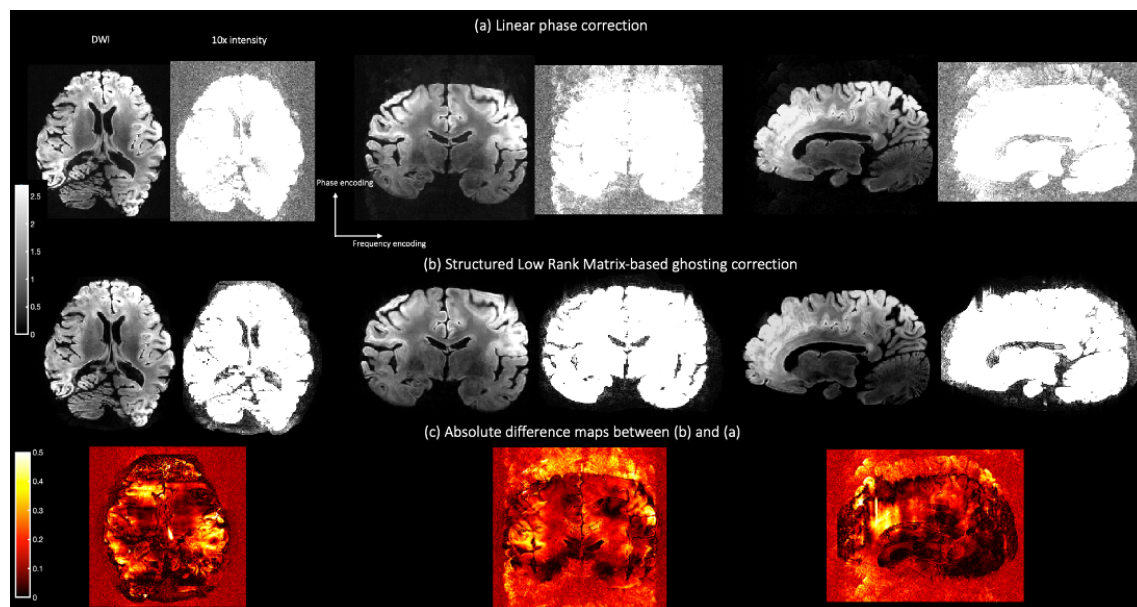 (a) Linear phase correction
DWI
10x intensity
Phase encoding
Frequency encoding
2.5
2
1.5
1
0.5
0
(b) Structured Low Rank Matrix-based ghosting correction
(c) Absolute difference maps between (b) and (a)
0.5
0.4
0.3
0.2
0.1
0